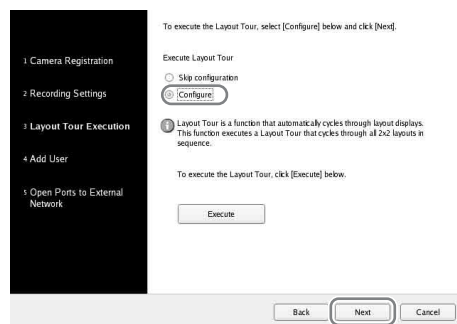 To execute the Layout Tour, select [Configure] below and click [Next].
1 Camera Registration
2 Recording Settings
3 Layout Tour Execution
4 Add User
5 Open Ports to External
Network
Execute Layout Tour
Skip configuration
Configure
Layout Tour is a function that automatically cycles through layout displays.
This function executes a Layout Tour that cycles through all 2x2 layouts in
sequence.
To execute the Layout Tour, click [Execute] below.
Execute
Back Next Cancel